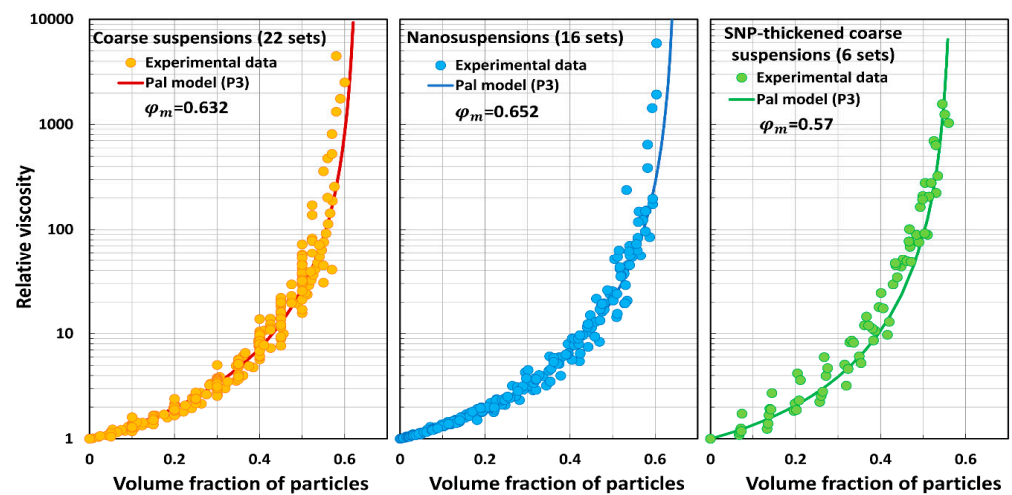 10000
1000
100
10
1
Relative viscosity
Coarse suspensions (22 sets)
Experimental data
Pal model (P3)
φm=0.632
0 0.2 0.4 0.6
Volume fraction of particles
Nanosuspensions (16 sets)
Experimental data
Pal model (P3)
φm=0.652
0 0.2 0.4 0.6
Volume fraction of particles
SNP-thickened coarse
suspensions (6 sets)
Experimental data
Pal model (P3)
φm=0.57
0 0.2 0.4 0.6
Volume fraction of particles